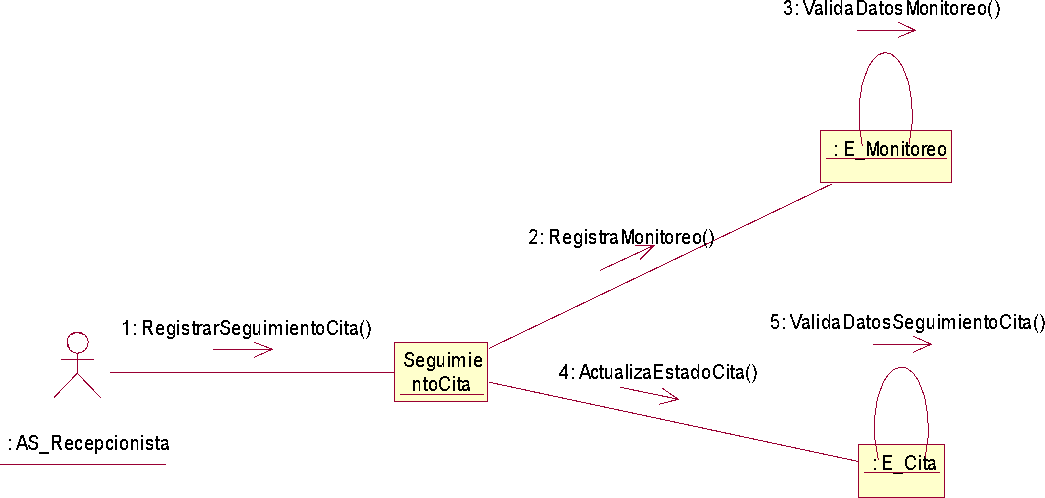 3: ValidaDatosMonitoreo()
: E_Monitoreo
2: RegistraMonitoreo()
1: RegistrarSeguimientoCita()
5: ValidaDatosSeguimientoCita()
Seguimie
ntoCita
4: ActualizaEstadoCita()
: AS_Recepcionista
: E_Cita